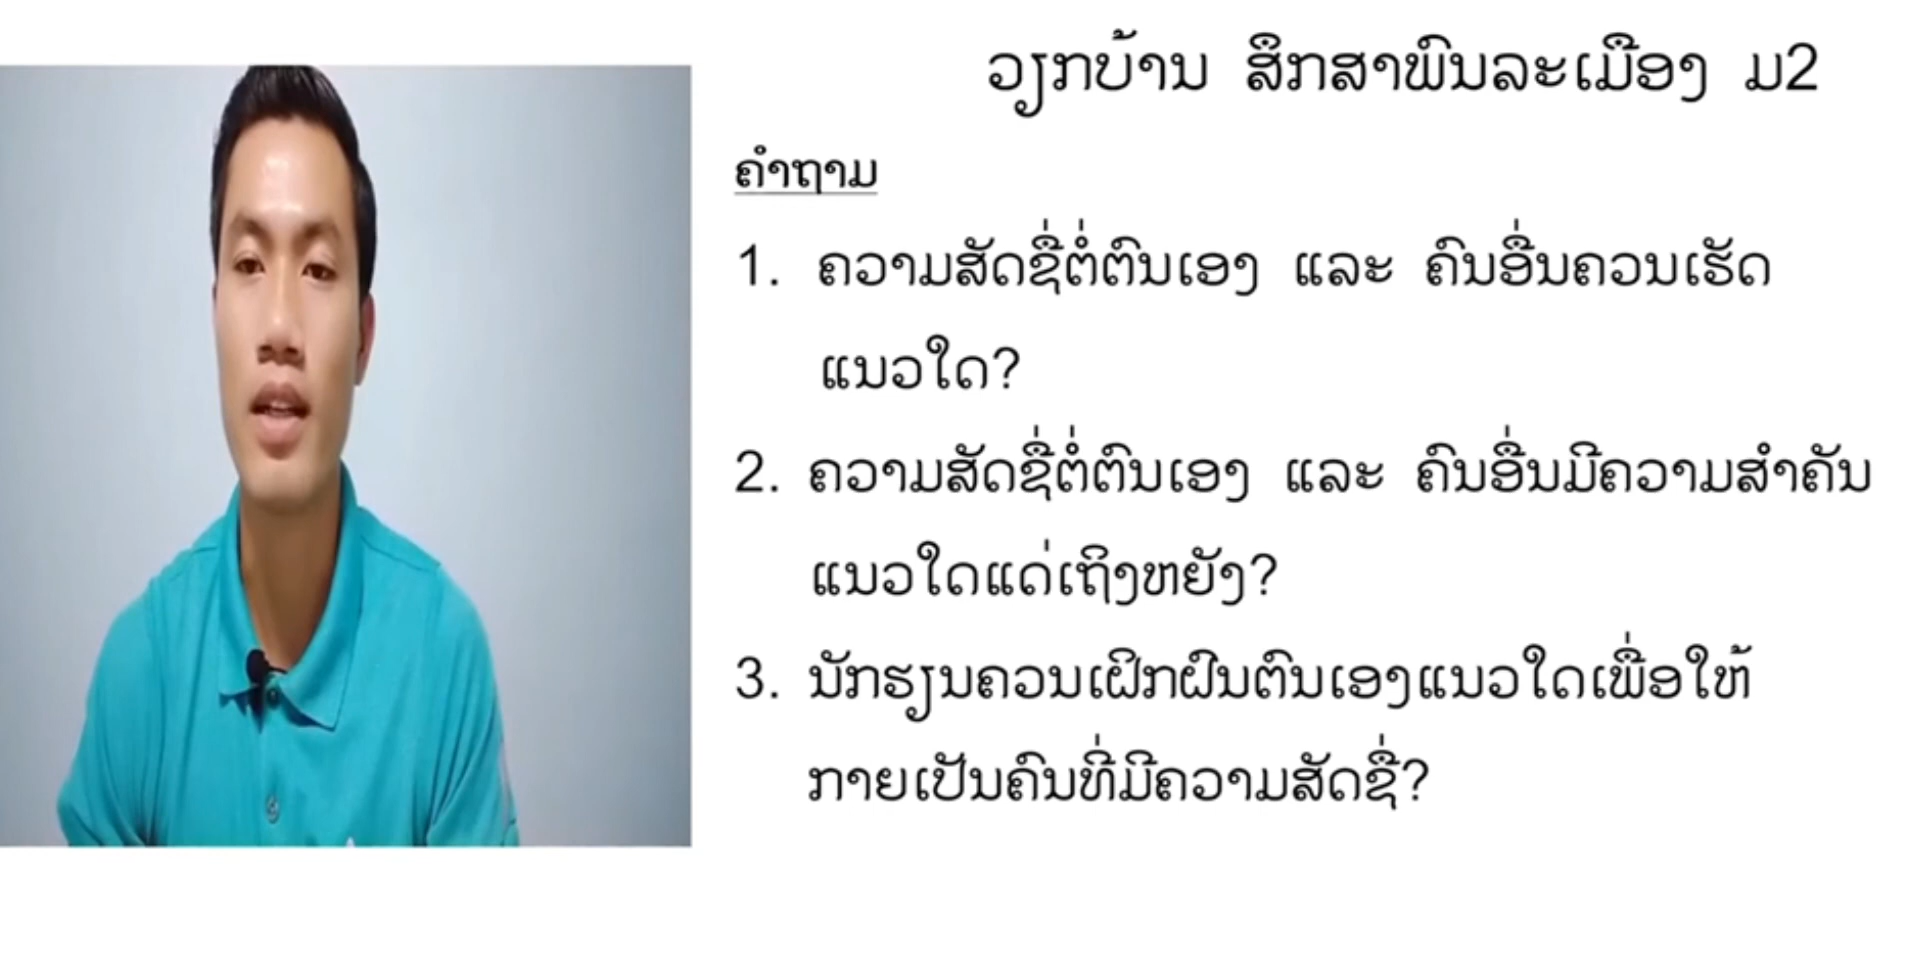 ວຽກບ້ານ ສຶກສາພົນລະເມືອງ ມ2
ຄຳຖາມ
1. ຄວາມສັດຊື່ຕໍ່ຕົນເອງ ແລະ ຄົນອື່ນຄວນເຮັດ
ແນວໃດ?
2. ຄວາມສັດຊື່ຕໍ່ຕົນເອງ ແລະ ຄົນອື່ນມີຄວາມສຳຄັນ
ແນວໃດແດ່ເຖິງຫຍັງ?
3. ນັກຮຽນຄວນເຝິກຝົນຕົນເອງແນວໃດເພື່ອໃຫ້
ກາຍເປັນຄົນທີ່ມີຄວາມສັດຊື່?